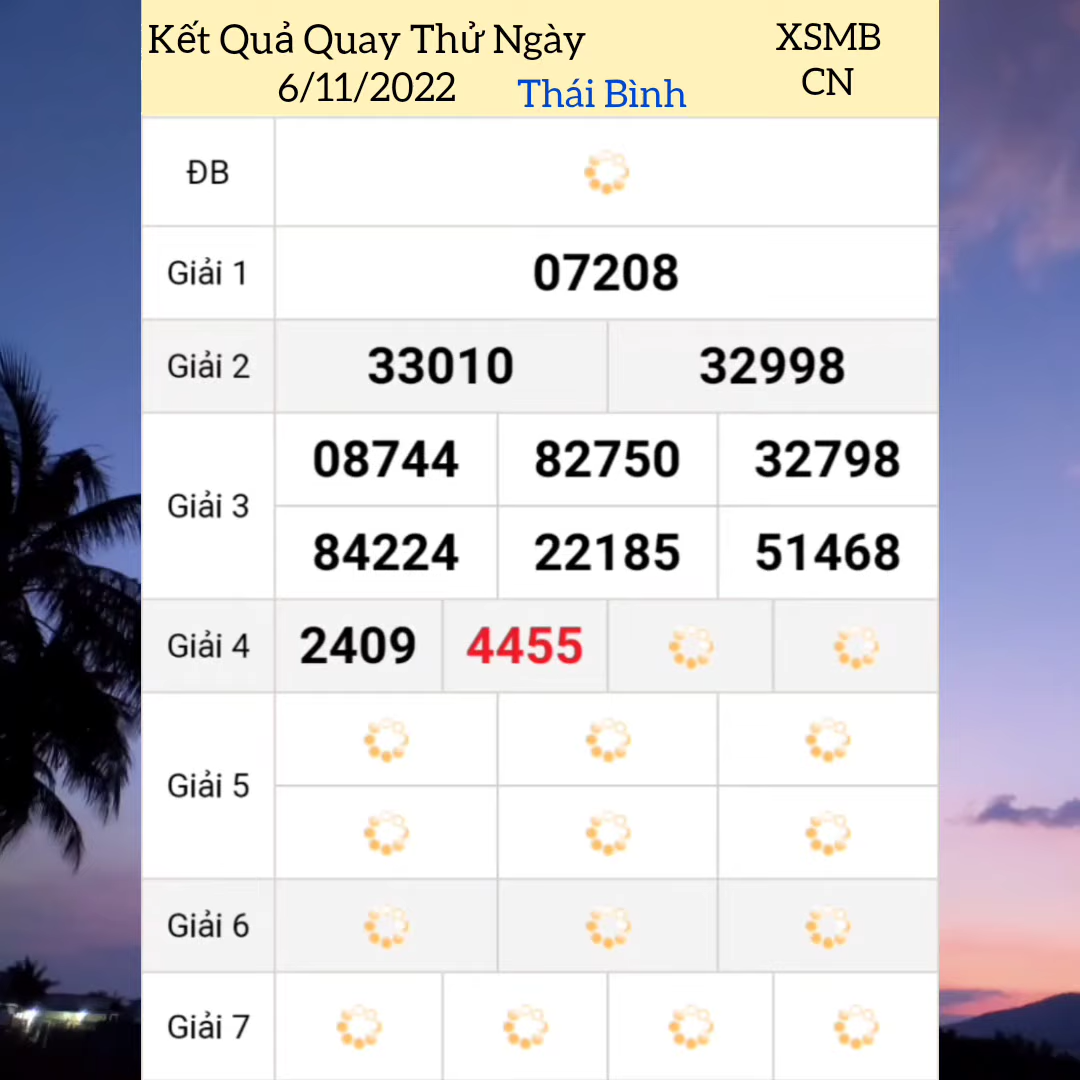 Kết Quả Quay Thử Ngày
6/11/2022
Thái Bình
XSMB
CN
ĐB
Giải 1
07208
Giải 2
33010 32998
Giải 3
08744 82750 32798
84224 22185 51468
Giải 4
2409 4455
Giải 5
Giải 6
Giải 7